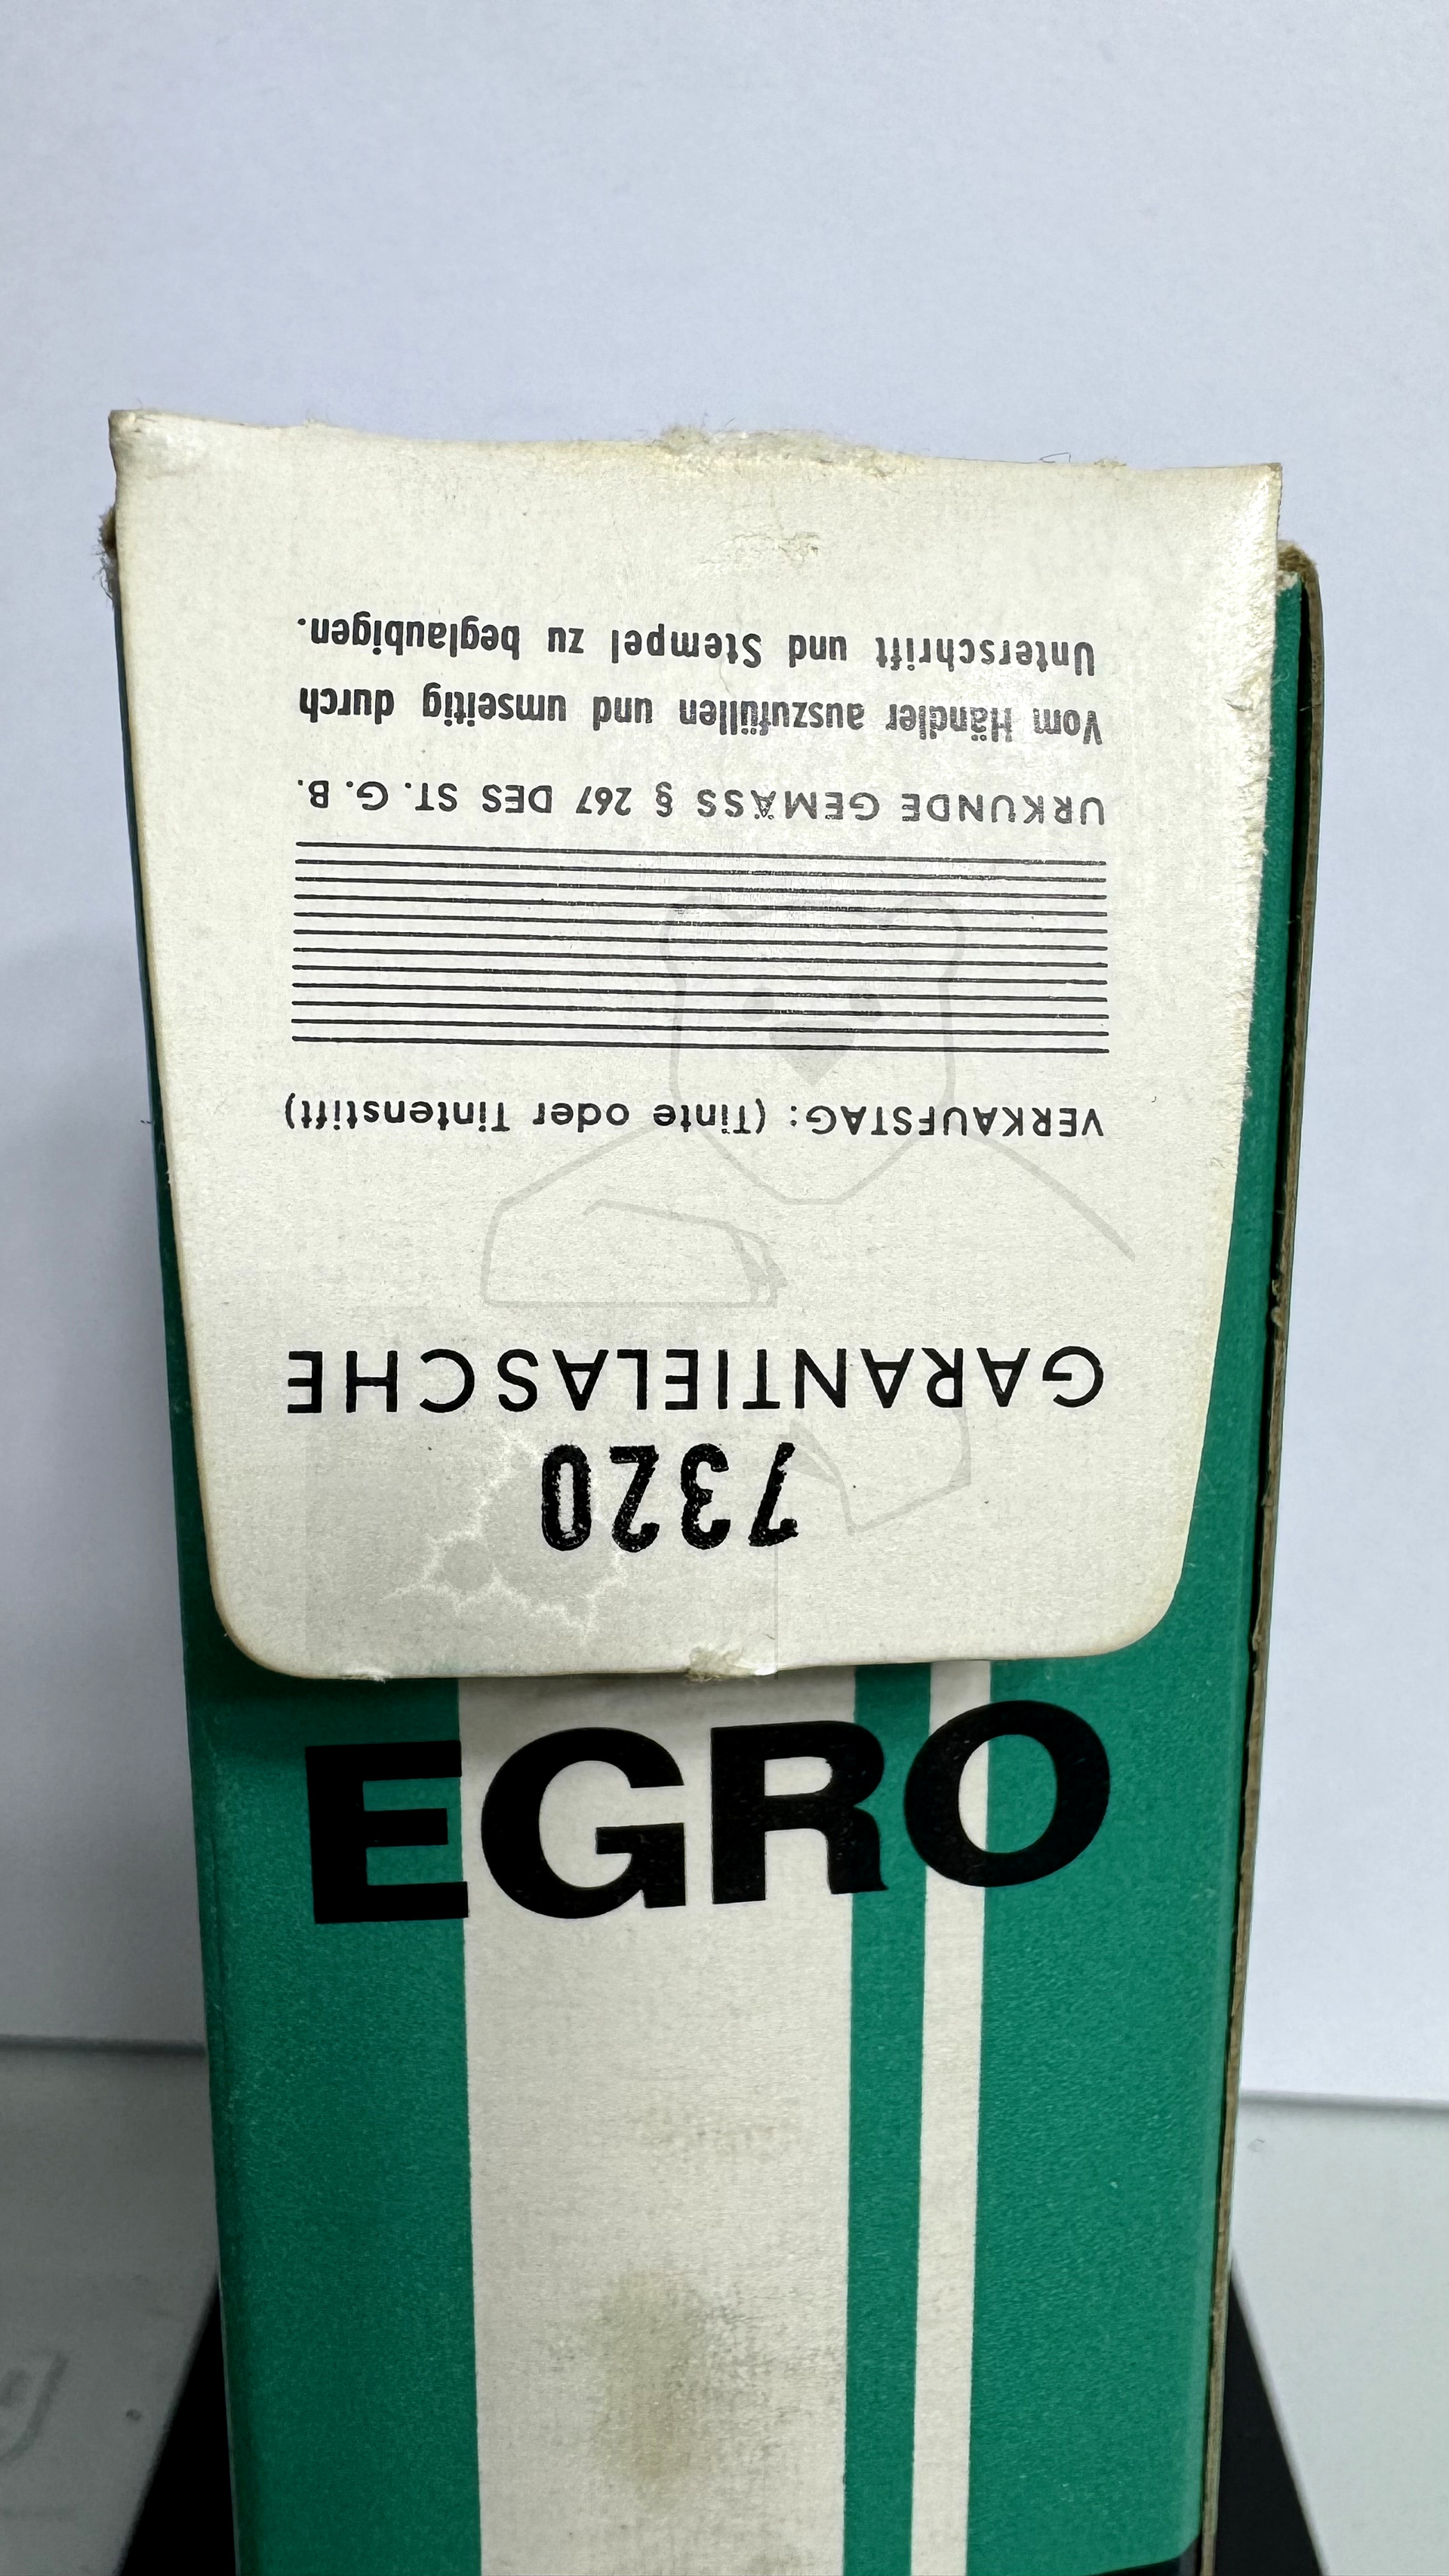 7320
GARANTIELASCHE
VERKAUFSTAG: (Tinte oder Tintenstift)
URKUNDE GEMÄSS § 267 DES ST. G. B.
Vom Händler auszufüllen und umseitig durch
Unterschrift und Stempel zu beglaubigen.
EGRO